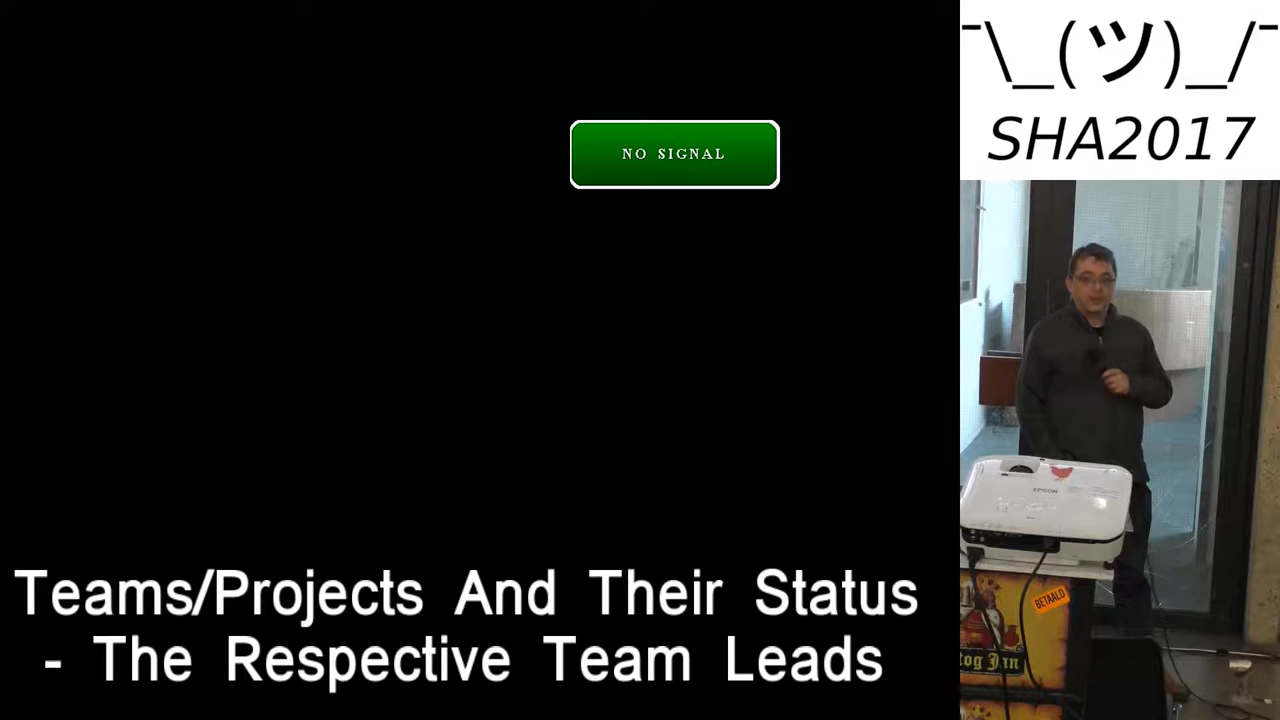 ¯\_(ツ)_/¯
SHA2017
NO SIGNAL
EPSON
BETAALD
Teams/Projects And Their Status
- The Respective Team Leads